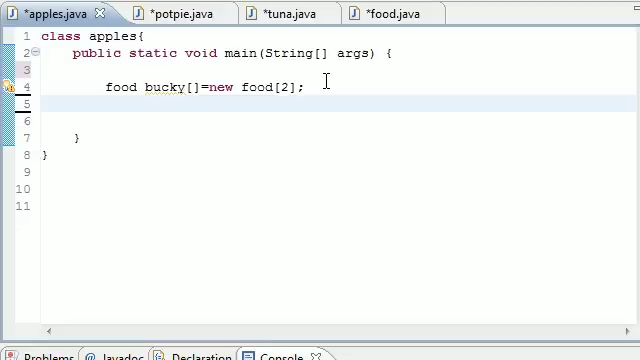 *apples.java *potpie.java *tuna.java *food.java
1 class apples{
2 public static void main(String[] args) {
3
4 food bucky[]=new food[2];
5
6
7 }
8 }
9
10
11
Problems @ Javadoc Declaration Console